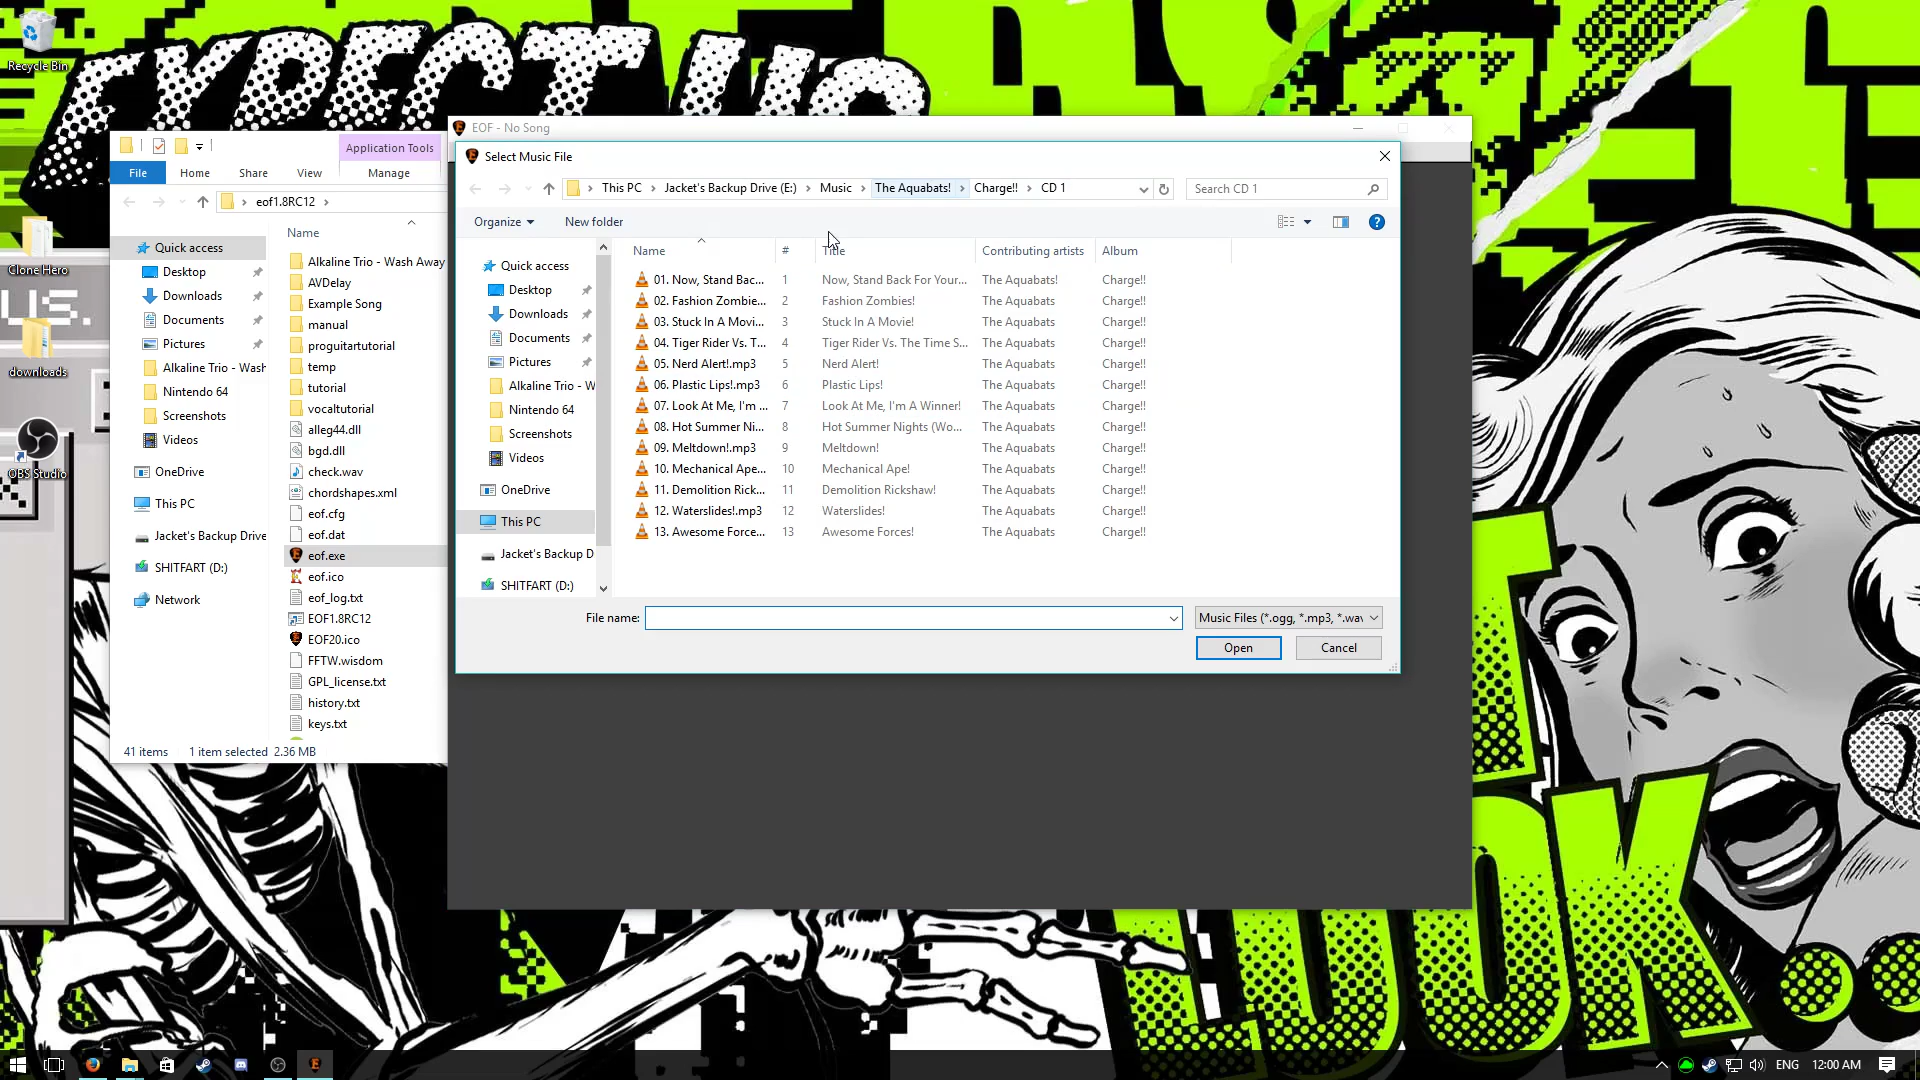 EXPECT US
Recycle Bin
Clone Hero
US.
downloads
OBS Studio
Application Tools
File
Home
Share
View
Manage
eof1.8RC12
Quick access
Desktop
Downloads
Documents
Pictures
Alkaline Trio - Wash
Nintendo 64
Screenshots
Videos
OneDrive
This PC
Jacket's Backup Drive
SHITFART (D:)
Network
Name
Alkaline Trio - Wash Away
AVDelay
Example Song
manual
proguitartutorial
temp
tutorial
vocaltutorial
alleg44.dll
bgd.dll
check.wav
chordshapes.xml
eof.cfg
eof.dat
eof.exe
eof.ico
eof_log.txt
EOF1.8RC12
EOF20.ico
FFTW.wisdom
GPL_license.txt
history.txt
keys.txt
41 items 1 item selected 2.36 MB
EOF - No Song
Select Music File
This PC > Jacket's Backup Drive (E:) > Music > The Aquabats! > Charge!! > CD 1
Search CD 1
Organize
New folder
Quick access
Desktop
Downloads
Documents
Pictures
Alkaline Trio - W
Nintendo 64
Screenshots
Videos
OneDrive
This PC
Jacket's Backup D
SHITFART (D:)
Name # Title Contributing artists Album
01. Now, Stand Bac... 1 Now, Stand Back For Your... The Aquabats! Charge!!
02. Fashion Zombie... 2 Fashion Zombies! The Aquabats Charge!!
03. Stuck In A Movi... 3 Stuck In A Movie! The Aquabats Charge!!
04. Tiger Rider Vs. T... 4 Tiger Rider Vs. The Time S... The Aquabats Charge!!
05. Nerd Alert!.mp3 5 Nerd Alert! The Aquabats Charge!!
06. Plastic Lips!.mp3 6 Plastic Lips! The Aquabats Charge!!
07. Look At Me, I'm ... 7 Look At Me, I'm A Winner! The Aquabats Charge!!
08. Hot Summer Ni... 8 Hot Summer Nights (Wo... The Aquabats Charge!!
09. Meltdown!.mp3 9 Meltdown! The Aquabats Charge!!
10. Mechanical Ape... 10 Mechanical Ape! The Aquabats Charge!!
11. Demolition Rick... 11 Demolition Rickshaw! The Aquabats Charge!!
12. Waterslides!.mp3 12 Waterslides! The Aquabats Charge!!
13. Awesome Force... 13 Awesome Forces! The Aquabats Charge!!
File name:
Music Files (*.ogg, *.mp3, *.wav
Open
Cancel
LOOK..
ENG
12:00 AM